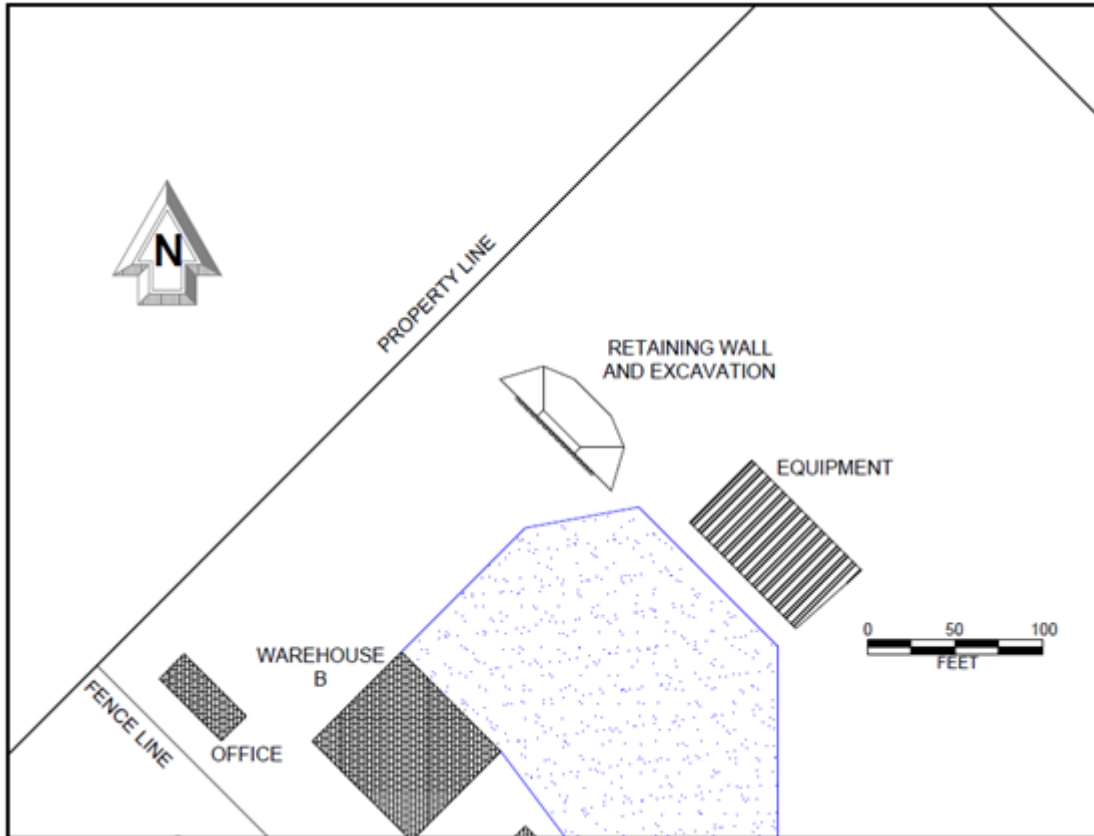 N
PROPERTY LINE
RETAINING WALL
AND EXCAVATION
EQUIPMENT
0 50 100
FEET
WAREHOUSE
B
FENCE LINE
OFFICE